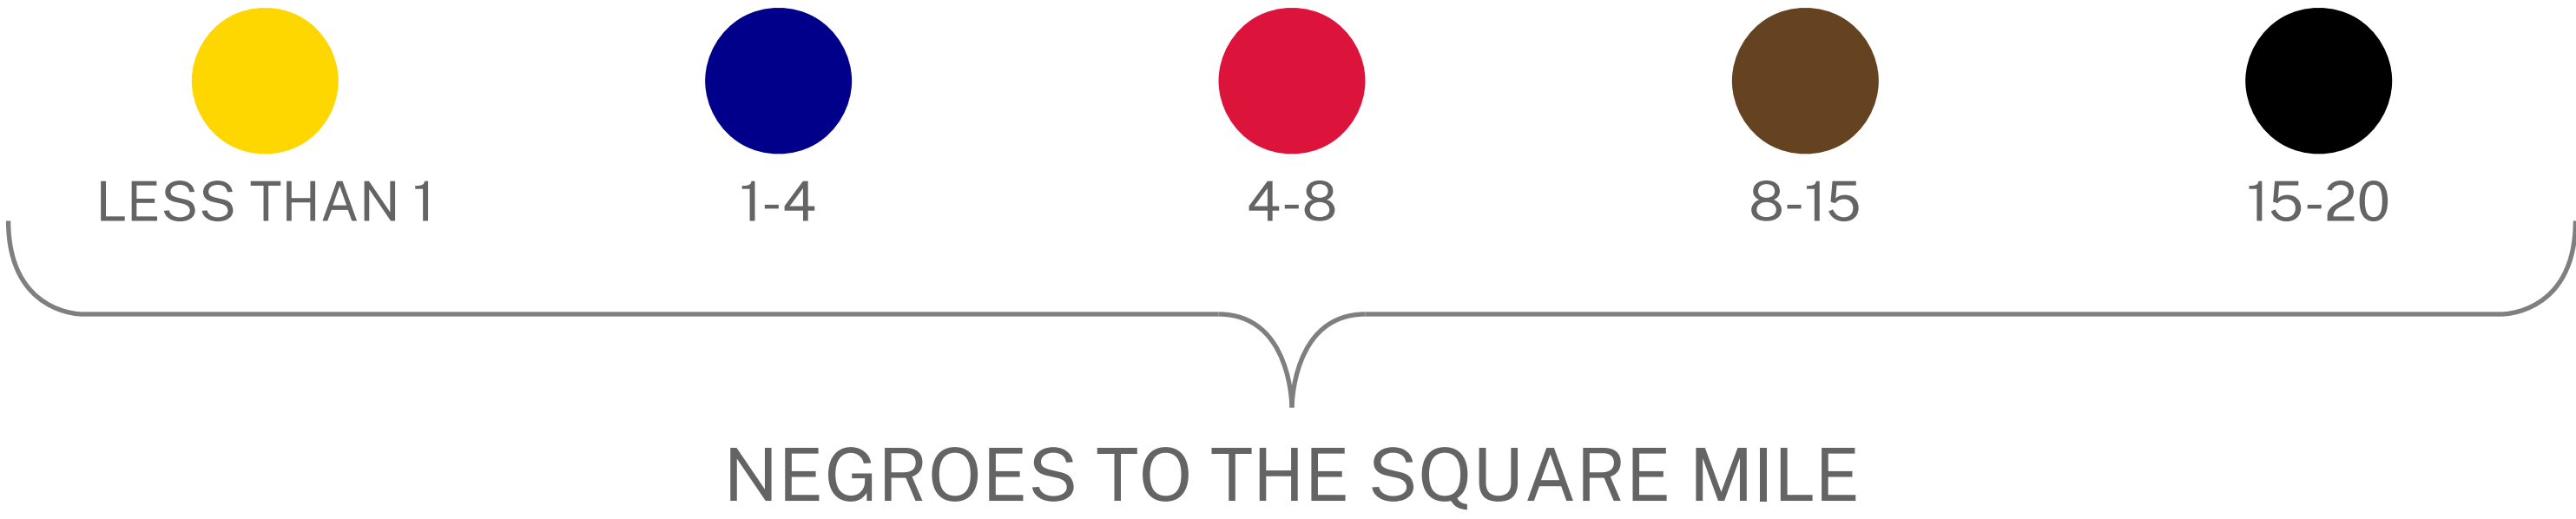 LESS THAN 1 1-4 4-8 8-15 15-20
NEGROES TO THE SQUARE MILE